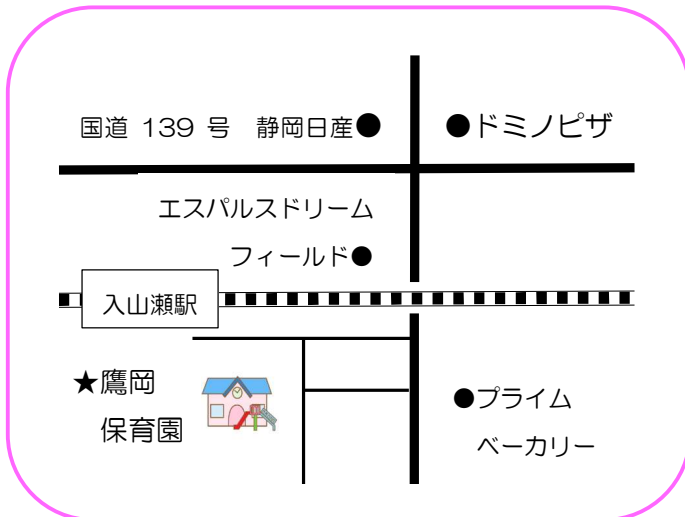 国道 139 号 静岡日産●
●ドミノピザ
エスパルスドリーム
フィールド●
入山瀬駅
★鷹岡
保育園
●プライム
ベーカリー